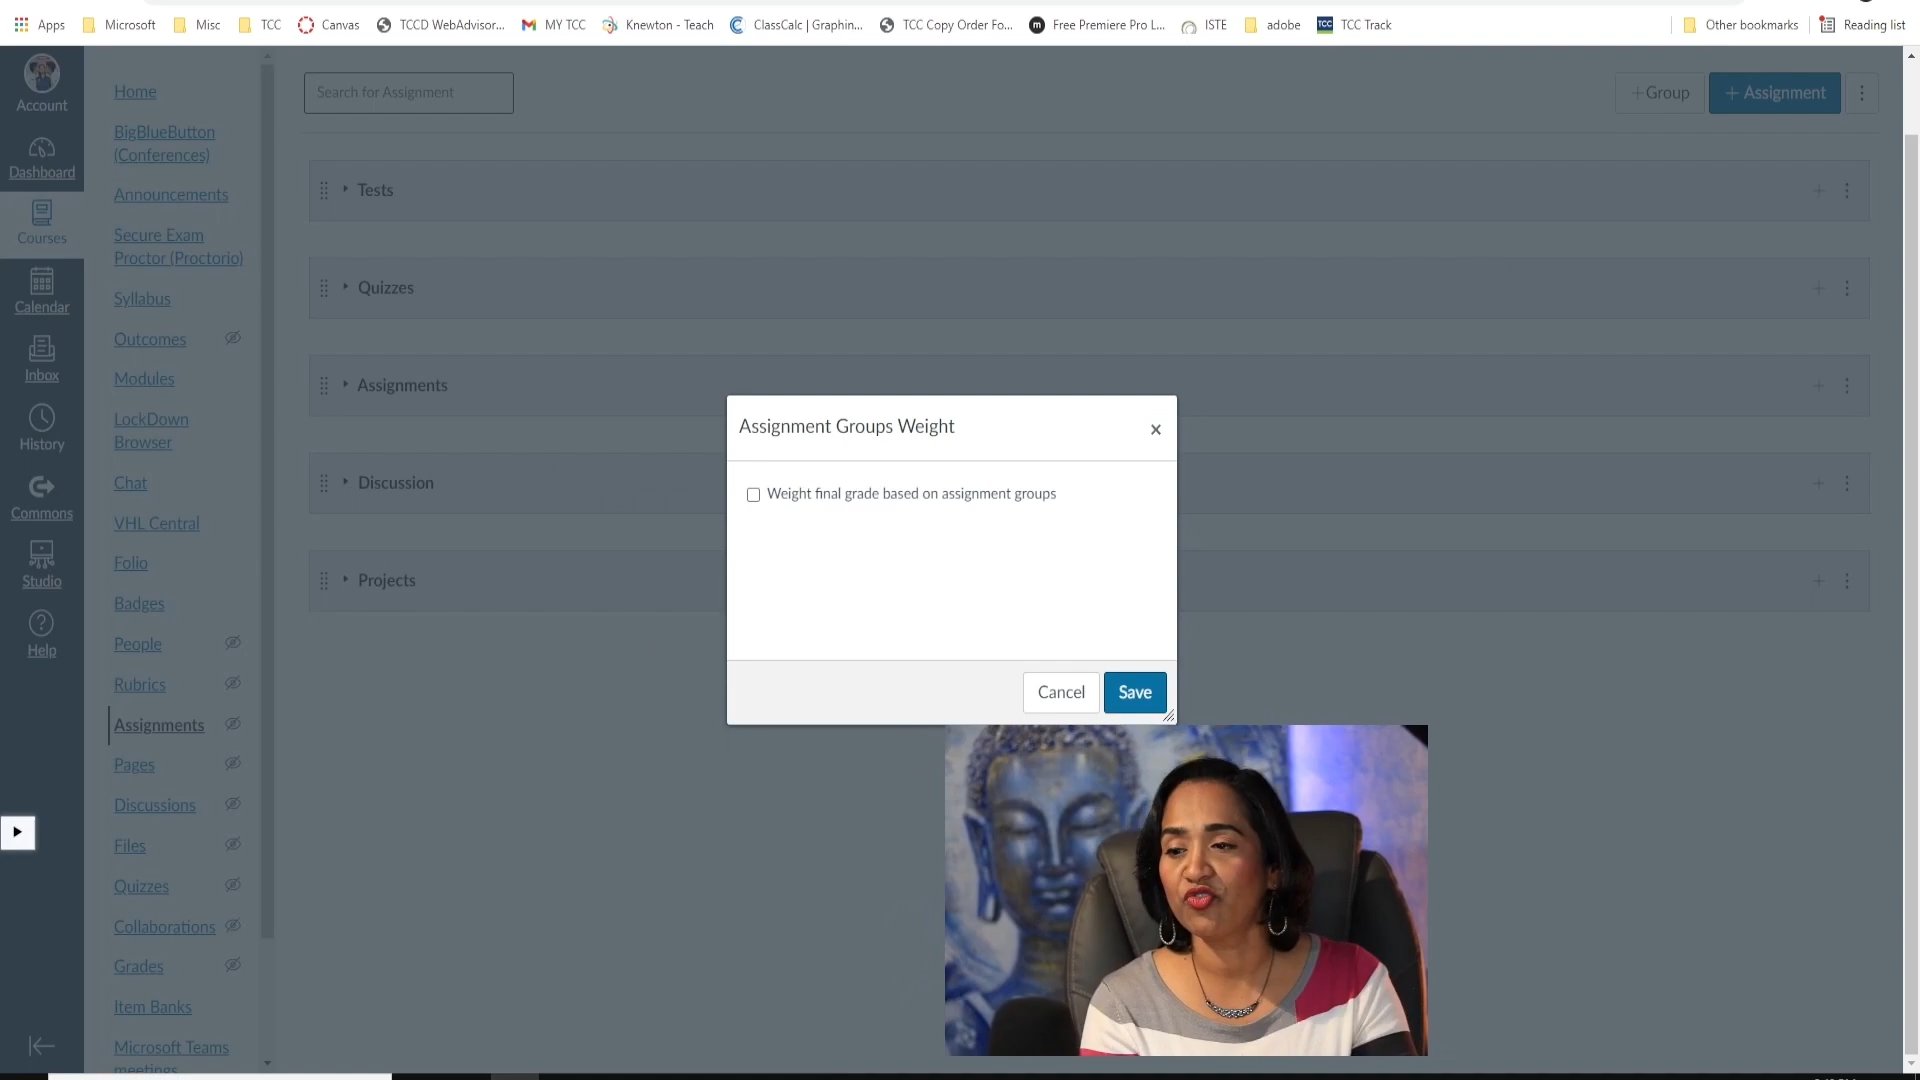 Apps Microsoft Misc TCC Canvas TCCD WebAdvisor... MY TCC Knewton - Teach ClassCalc | Graphin... TCC Copy Order Fo... Free Premiere Pro L... ISTE adobe TCC TCC Track Other bookmarks Reading list
Account
Dashboard
Courses
Calendar
Inbox
History
Commons
Studio
Help
Home
BigBlueButton
(Conferences)
Announcements
Secure Exam
Proctor (Proctorio)
Syllabus
Outcomes
Modules
LockDown
Browser
Chat
VHL Central
Folio
Badges
People
Rubrics
Assignments
Pages
Discussions
Files
Quizzes
Collaborations
Grades
Item Banks
Microsoft Teams
meetings
Search for Assignment
+Group
+ Assignment
Tests
Quizzes
Assignments
Discussion
Projects
Assignment Groups Weight
×
Weight final grade based on assignment groups
Cancel
Save